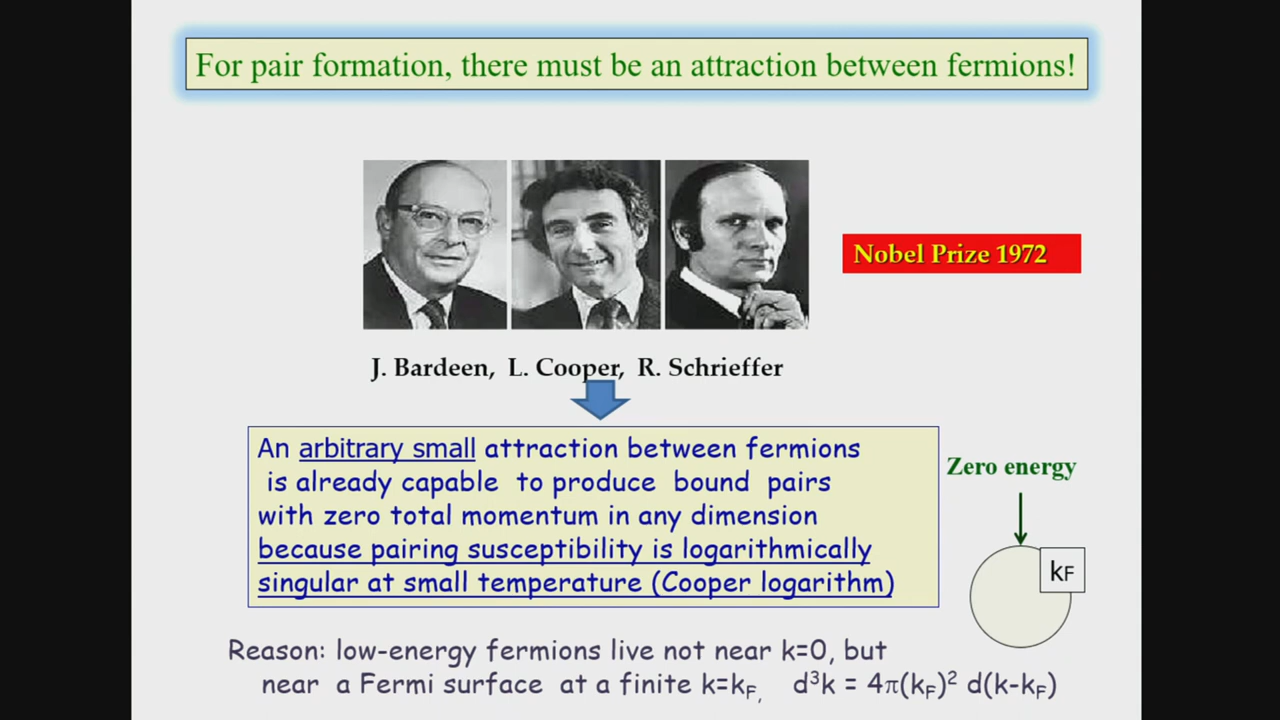 For pair formation, there must be an attraction between fermions!
Nobel Prize 1972
J. Bardeen, L. Cooper, R. Schrieffer
An arbitrary small attraction between fermions
is already capable to produce bound pairs
with zero total momentum in any dimension
because pairing susceptibility is logarithmically
singular at small temperature (Cooper logarithm)
Zero energy
kF
Reason: low-energy fermions live not near k=0, but
near a Fermi surface at a finite k=k_F, d³k = 4π(k_F)² d(k-k_F)